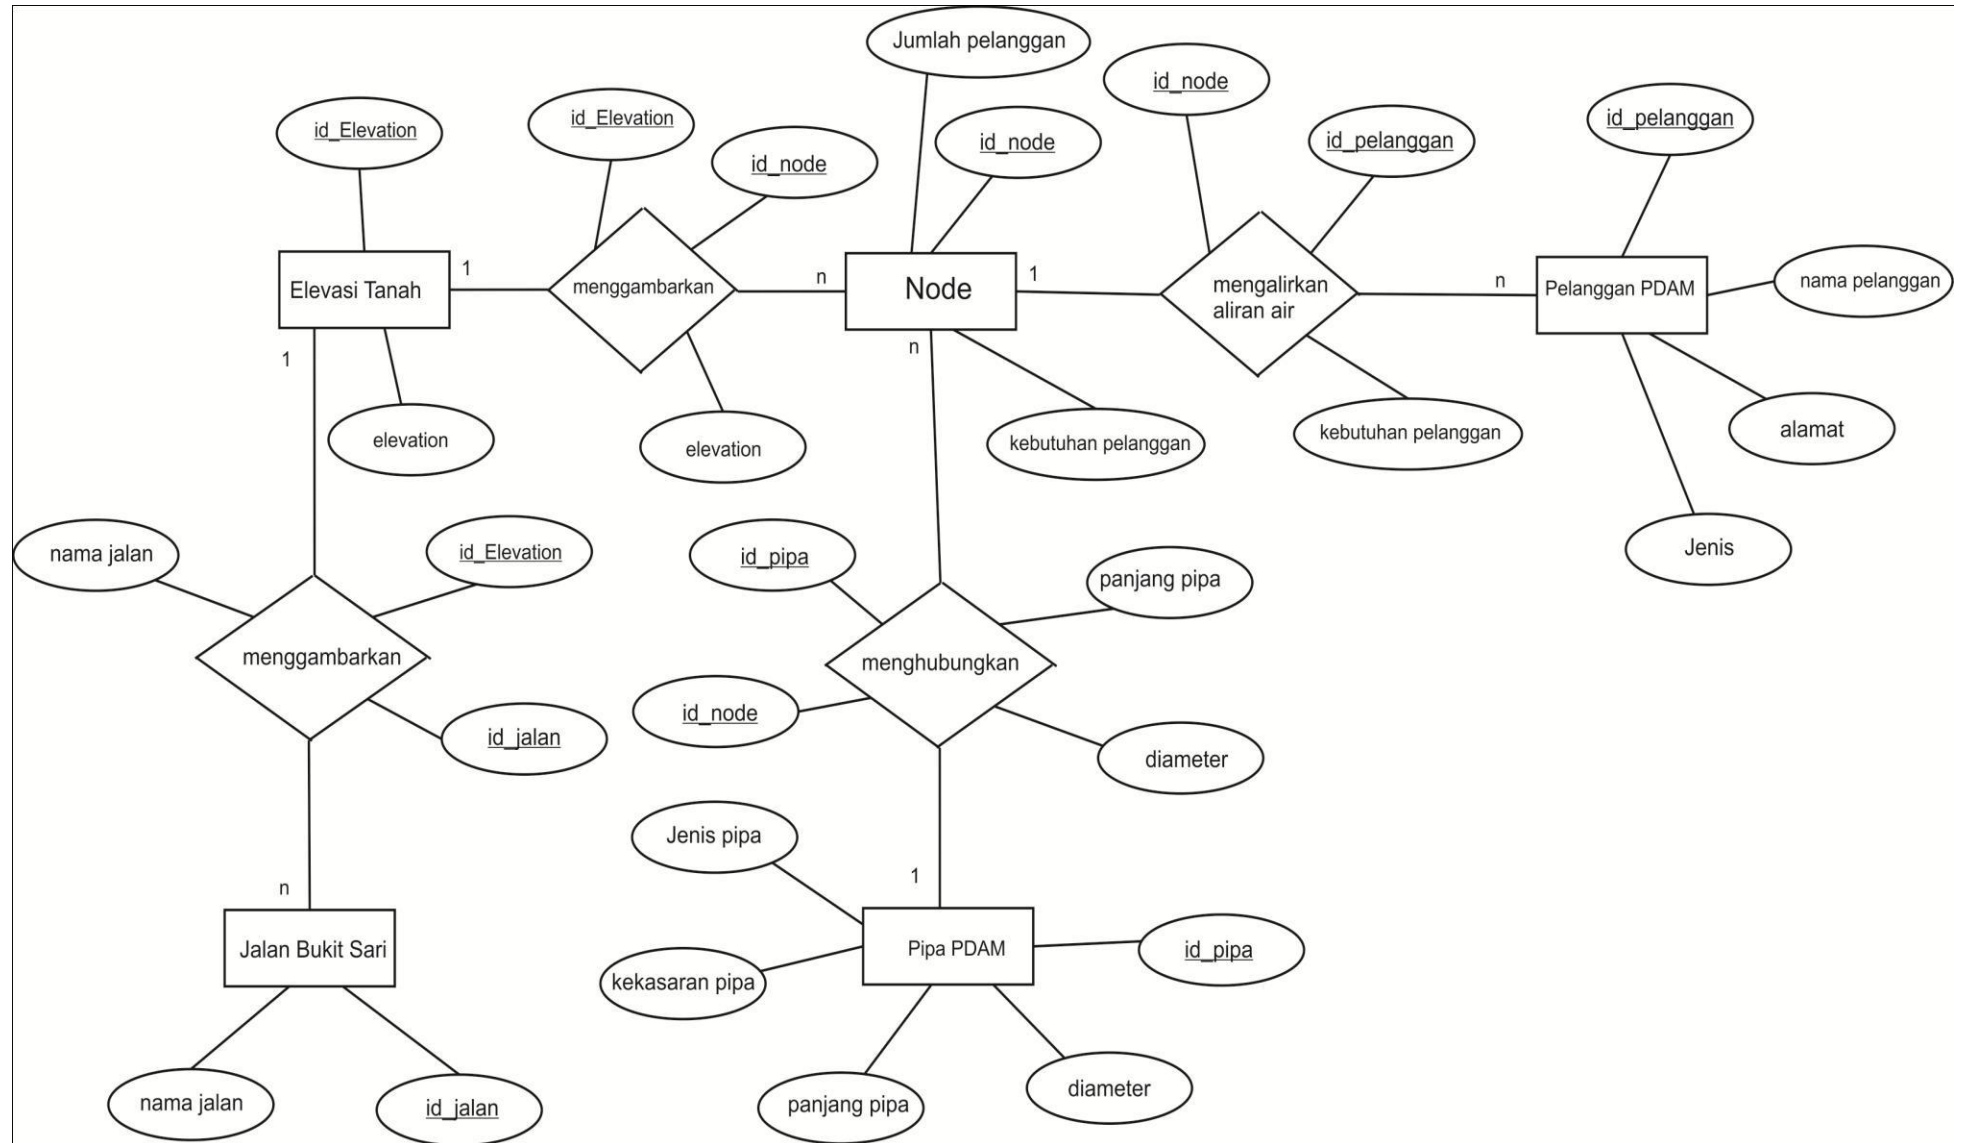 Jumlah pelanggan
id_node
id_pelanggan
id_Elevation
id_Elevation
id_node
id_node
id_pelanggan
Elevasi Tanah
1
menggambarkan
n
Node
1
mengalirkan
aliran air
n
Pelanggan PDAM
nama pelanggan
1
n
elevation
elevation
kebutuhan pelanggan
kebutuhan pelanggan
alamat
Jenis
nama jalan
id_Elevation
id_pipa
panjang pipa
menggambarkan
menghubungkan
id_jalan
id_node
diameter
Jenis pipa
n
1
Jalan Bukit Sari
Pipa PDAM
id_pipa
kekasaran pipa
nama jalan
id_jalan
panjang pipa
diameter